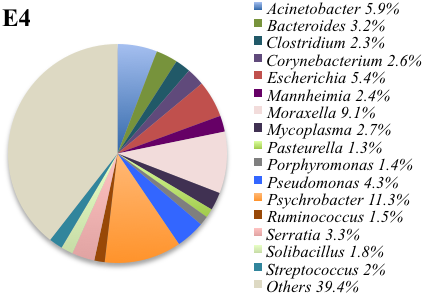 E4
Acinetobacter 5.9%
Bacteroides 3.2%
Clostridium 2.3%
Corynebacterium 2.6%
Escherichia 5.4%
Mannheimia 2.4%
Moraxella 9.1%
Mycoplasma 2.7%
Pasteurella 1.3%
Porphyromonas 1.4%
Pseudomonas 4.3%
Psychrobacter 11.3%
Ruminococcus 1.5%
Serratia 3.3%
Solibacillus 1.8%
Streptococcus 2%
Others 39.4%